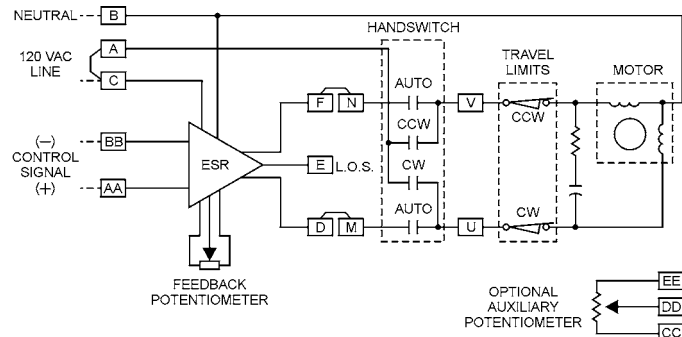 NEUTRAL
B
HANDSWITCH
A
120 VAC
LINE
C
TRAVEL
LIMITS
MOTOR
AUTO
F
N
V
CCW
CCW
(−)
CONTROL
SIGNAL
(+)
BB
AA
ESR
E
L.O.S.
CW
CW
D
M
AUTO
U
FEEDBACK
POTENTIOMETER
OPTIONAL
AUXILIARY
POTENTIOMETER
EE
DD
CC